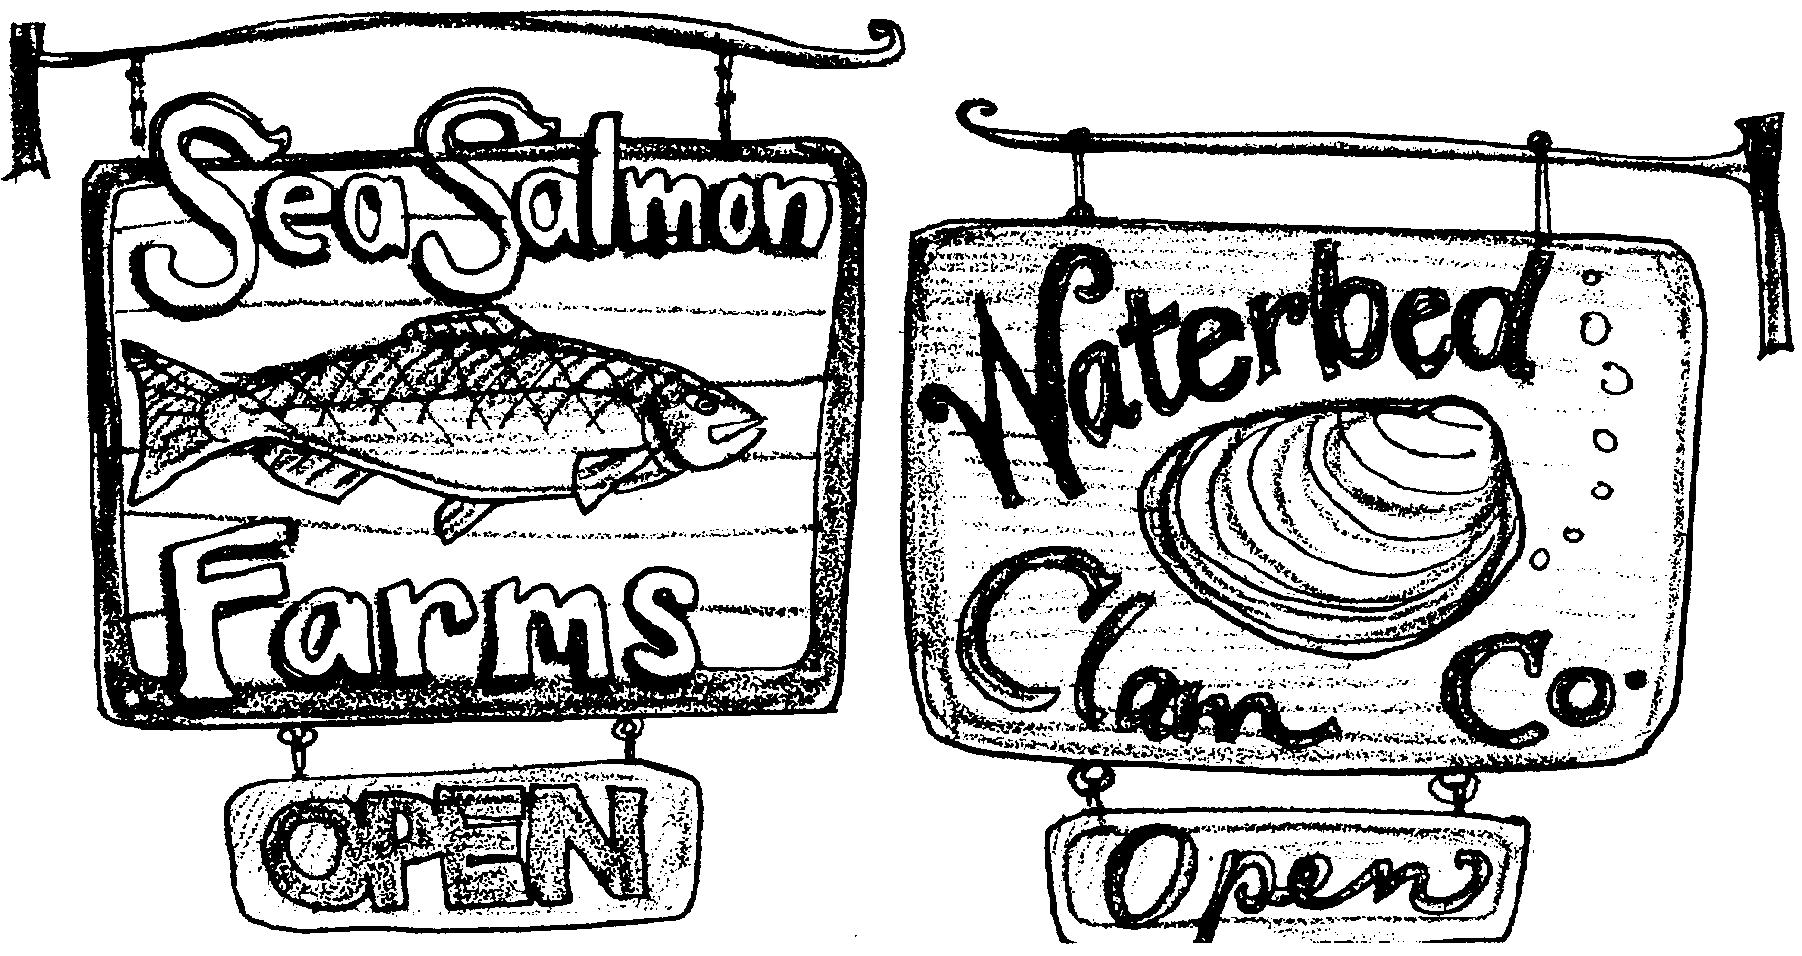 Sea Salmon
Farms
OPEN
Waterbed
Clam Co.
Open